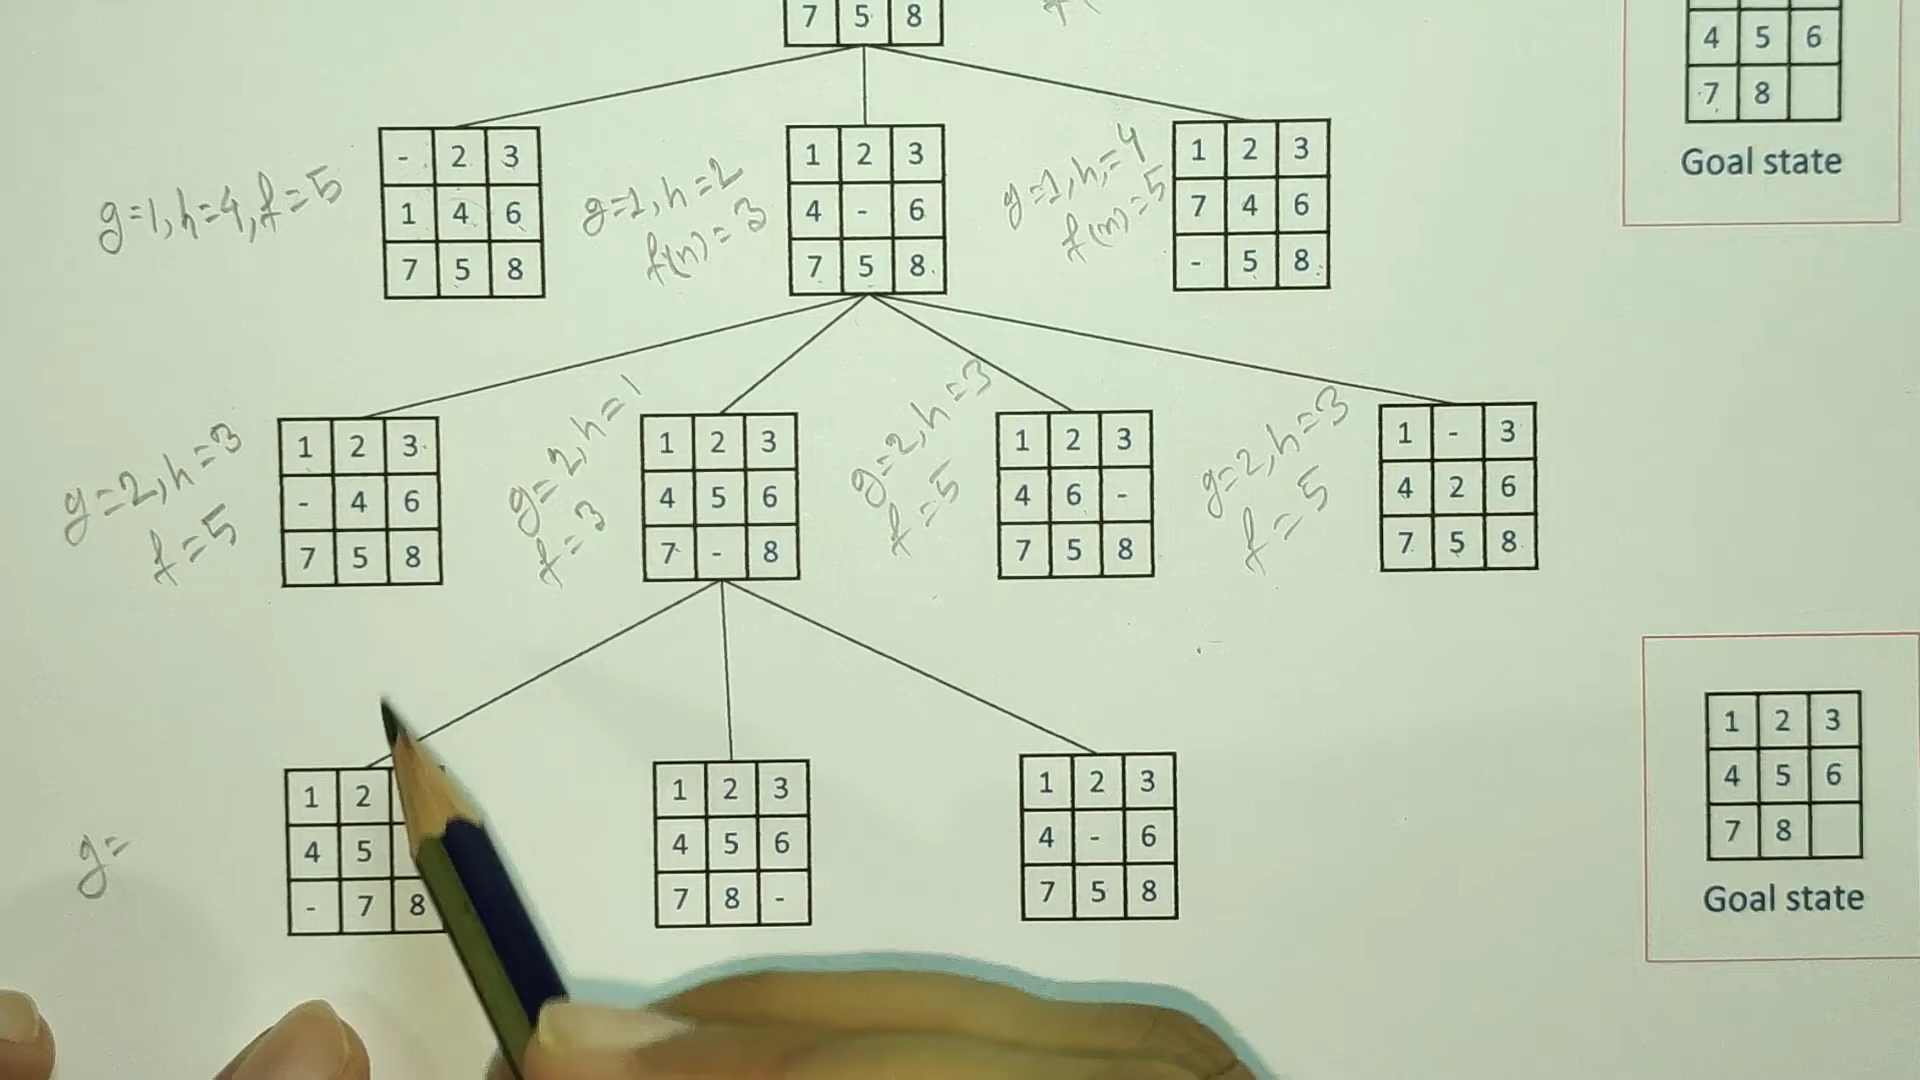 7 5 8
4 5 6
7 8
Goal state
g=1, h=4, f=5
- 2 3
1 4 6
7 5 8
g=1, h=2
f(n)=3
1 2 3
4 - 6
7 5 8
g=1, h=4
f(n)=5
1 2 3
7 4 6
- 5 8
g=2, h=3
f=5
1 2 3
- 4 6
7 5 8
g=2, h=1
f=3
1 2 3
4 5 6
7 - 8
g=2, h=3
f=5
1 2 3
4 6 -
7 5 8
g=2, h=3
f=5
1 - 3
4 2 6
7 5 8
g=
1 2
4 5
- 7 8
1 2 3
4 5 6
7 8 -
1 2 3
4 - 6
7 5 8
1 2 3
4 5 6
7 8
Goal state